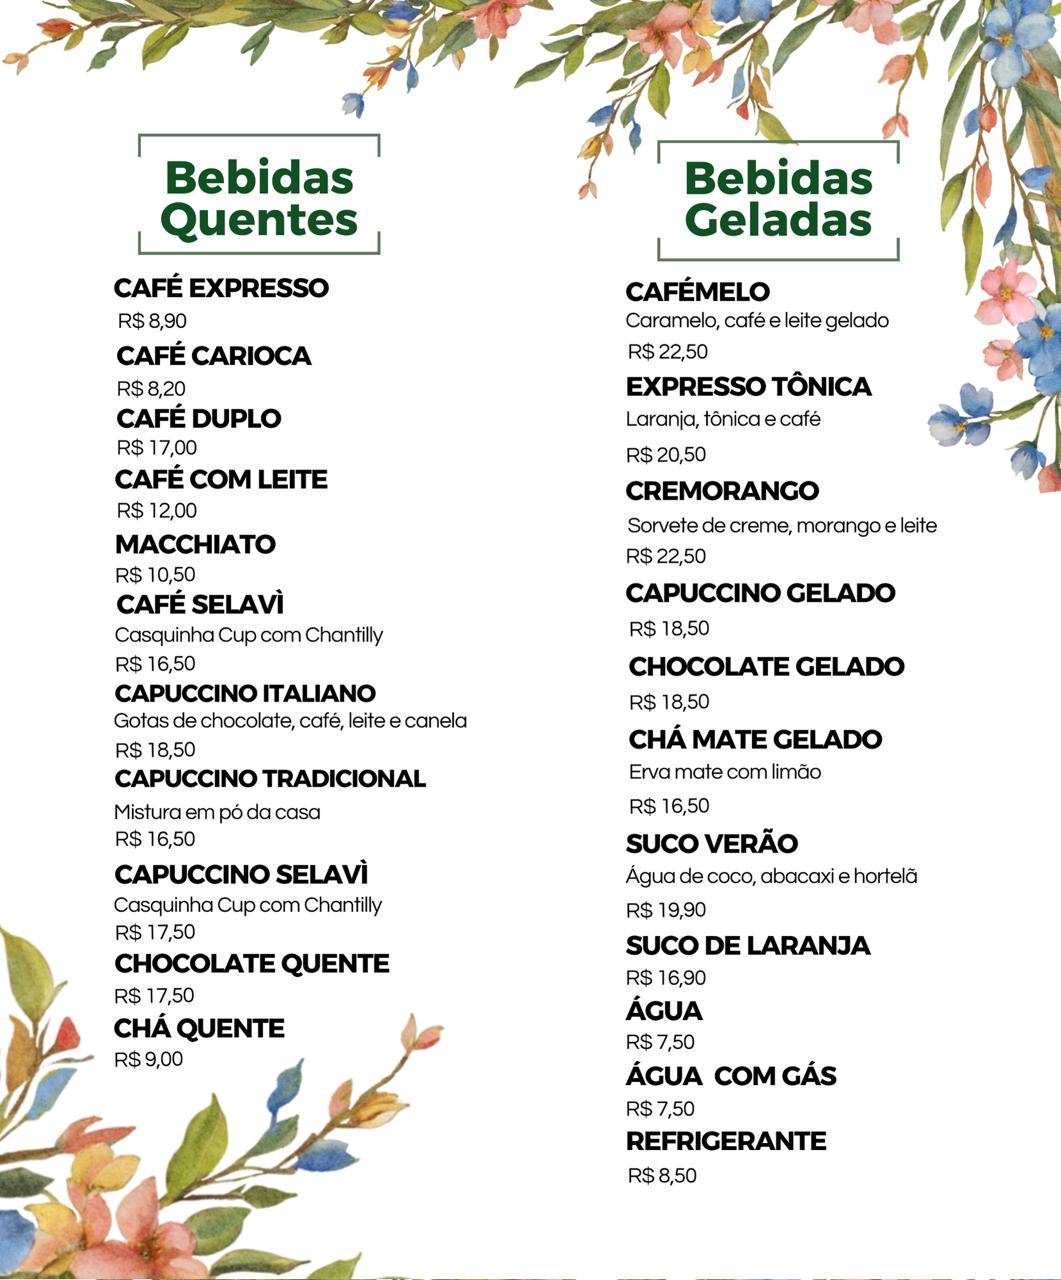 Bebidas
Quentes
CAFÉ EXPRESSO
R$ 8,90
CAFÉ CARIOCA
R$ 8,20
CAFÉ DUPLO
R$ 17,00
CAFÉ COM LEITE
R$ 12,00
MACCHIATO
R$ 10,50
CAFÉ SELAVÌ
Casquinha Cup com Chantilly
R$ 16,50
CAPUCCINO ITALIANO
Gotas de chocolate, café, leite e canela
R$ 18,50
CAPUCCINO TRADICIONAL
Mistura em pó da casa
R$ 16,50
CAPUCCINO SELAVÌ
Casquinha Cup com Chantilly
R$ 17,50
CHOCOLATE QUENTE
R$ 17,50
CHÁ QUENTE
R$ 9,00
Bebidas
Geladas
CAFÉMELO
Caramelo, café e leite gelado
R$ 22,50
EXPRESSO TÔNICA
Laranja, tônica e café
R$ 20,50
CREMORANGO
Sorvete de creme, morango e leite
R$ 22,50
CAPUCCINO GELADO
R$ 18,50
CHOCOLATE GELADO
R$ 18,50
CHÁ MATE GELADO
Erva mate com limão
R$ 16,50
SUCO VERÃO
Água de coco, abacaxi e hortelã
R$ 19,90
SUCO DE LARANJA
R$ 16,90
ÁGUA
R$ 7,50
ÁGUA COM GÁS
R$ 7,50
REFRIGERANTE
R$ 8,50